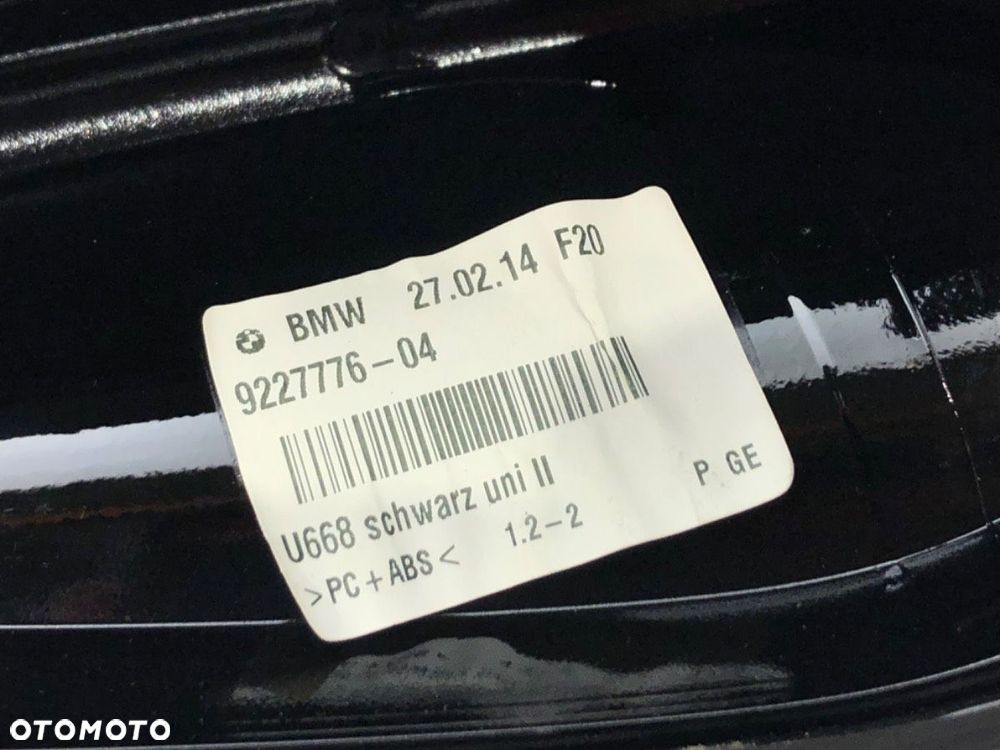 BMW 27.02.14 F20
9227776-04
U668 schwarz uni II P GE
>PC+ABS< 1.2-2
OTOMOTO